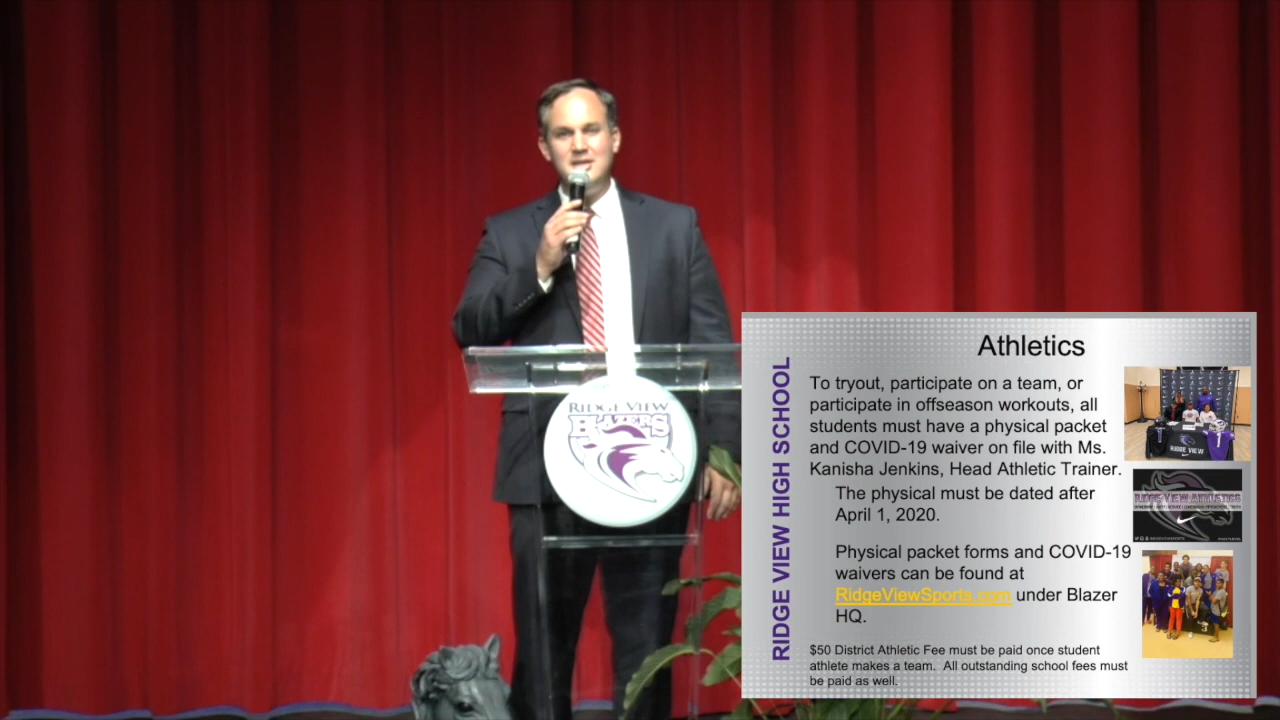 RIDGE VIEW
BLAZERS
RIDGE VIEW HIGH SCHOOL
Athletics
To tryout, participate on a team, or
participate in offseason workouts, all
students must have a physical packet
and COVID-19 waiver on file with Ms.
Kanisha Jenkins, Head Athletic Trainer.
The physical must be dated after
April 1, 2020.
Physical packet forms and COVID-19
waivers can be found at
RidgeViewSports.com under Blazer
HQ.
$50 District Athletic Fee must be paid once student
athlete makes a team. All outstanding school fees must
be paid as well.
RIDGE VIEW
RIDGE VIEW ATHLETICS